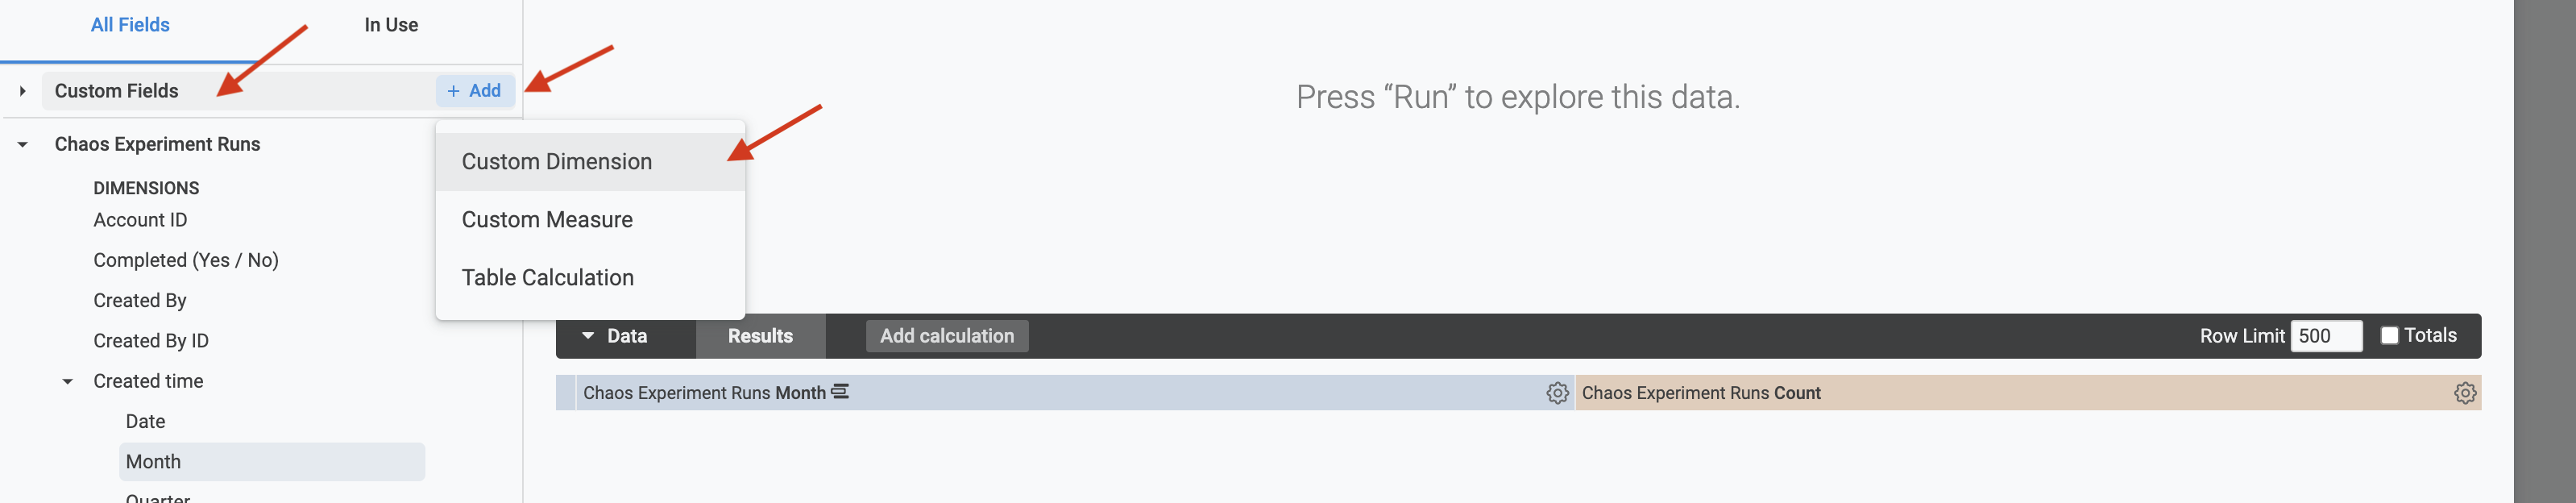 All Fields
In Use
Custom Fields
+ Add
Custom Dimension
Custom Measure
Table Calculation
Chaos Experiment Runs
DIMENSIONS
Account ID
Completed (Yes / No)
Created By
Created By ID
Created time
Date
Month
Quarter
Press “Run” to explore this data.
Data
Results
Add calculation
Row Limit 500
Totals
Chaos Experiment Runs Month
Chaos Experiment Runs Count